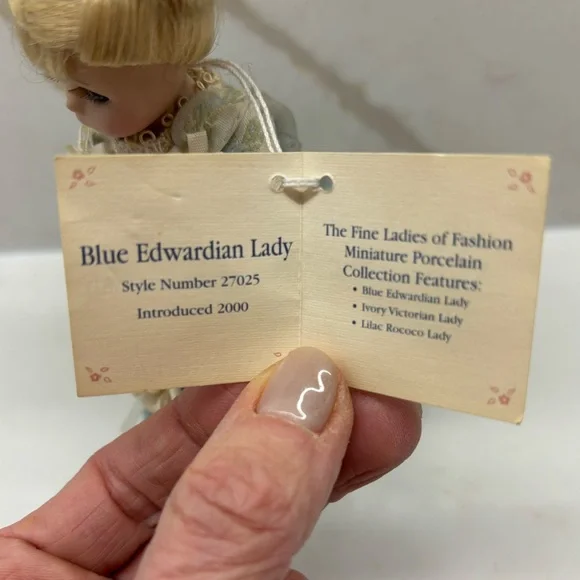 Blue Edwardian Lady
Style Number 27025
Introduced 2000
The Fine Ladies of Fashion
Miniature Porcelain
Collection Features:
• Blue Edwardian Lady
• Ivory Victorian Lady
• Lilac Rococo Lady